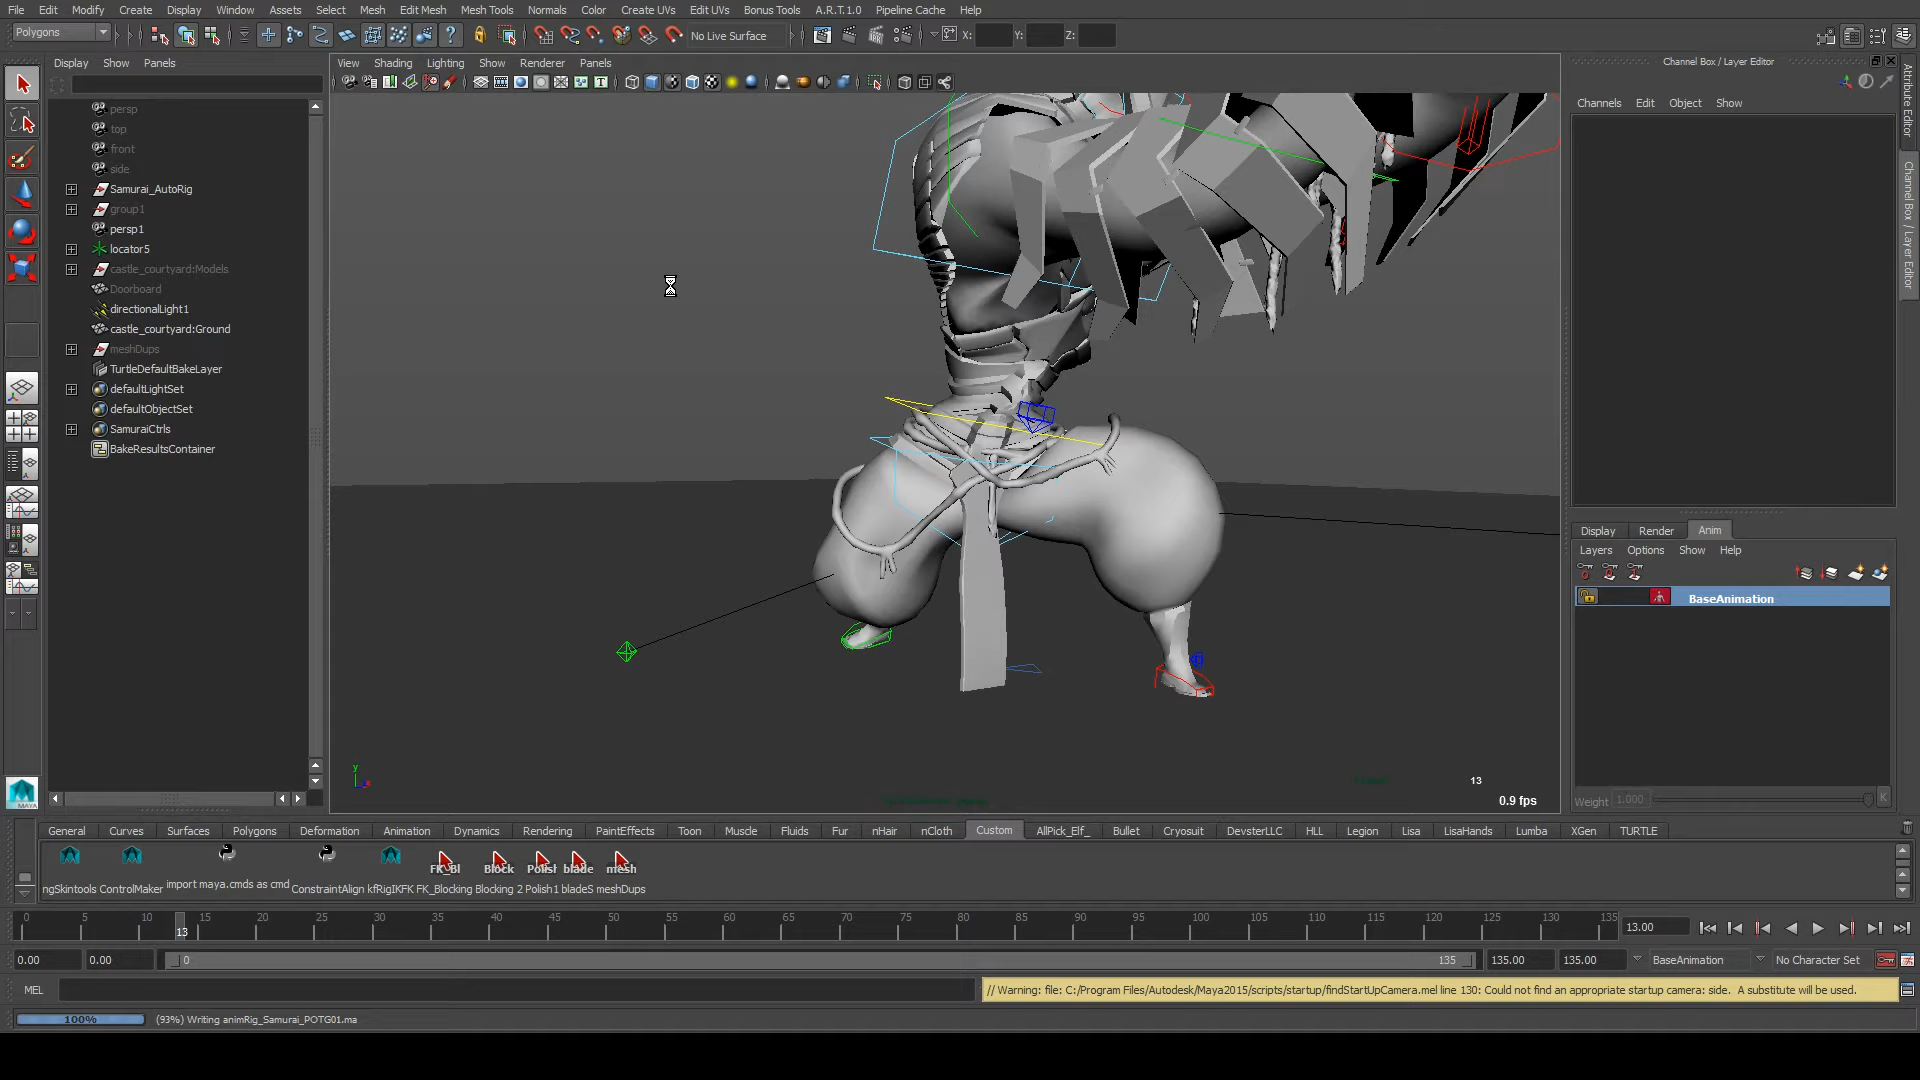 File Edit Modify Create Display Window Assets Select Mesh Edit Mesh Mesh Tools Normals Color Create UVs Edit UVs Bonus Tools A.R.T.1.0 Pipeline Cache Help
Polygons
No Live Surface
X:
Y:
Z:
Display Show Panels
persp
top
front
side
Samurai_AutoRig
group1
persp1
locator5
castle_courtyard:Models
Doorboard
directionalLight1
castle_courtyard:Ground
meshDups
TurtleDefaultBakeLayer
defaultLightSet
defaultObjectSet
SamuraiCtrls
BakeResultsContainer
View Shading Lighting Show Renderer Panels
y
13
0.9 fps
Channel Box / Layer Editor
Channels Edit Object Show
Display Render Anim
Layers Options Show Help
BaseAnimation
Weight 1.000
K
Attribute Editor
Channel Box / Layer Editor
MAYA
General Curves Surfaces Polygons Deformation Animation Dynamics Rendering PaintEffects Toon Muscle Fluids Fur nHair nCloth Custom AllPick_Elf_ Bullet Cryosuit DevsterLLC HLL Legion Lisa LisaHands Lumba XGen TURTLE
FK_Bl Block Polish blade mesh
ngSkintools ControlMaker import maya.cmds as cmd ConstraintAlign kfRigIKFK FK_Blocking Blocking 2 Polish1 bladeS meshDups
0 5 10 15 20 25 30 35 40 45 50 55 60 65 70 75 80 85 90 95 100 105 110 115 120 125 130 135
13
13.00
0.00 0.00 0 135 135.00 135.00 BaseAnimation No Character Set
MEL
// Warning: file: C:/Program Files/Autodesk/Maya2015/scripts/startup/findStartUpCamera.mel line 130: Could not find an appropriate startup camera: side. A substitute will be used.
100% (93%) Writing animRig_Samurai_POTG01.ma